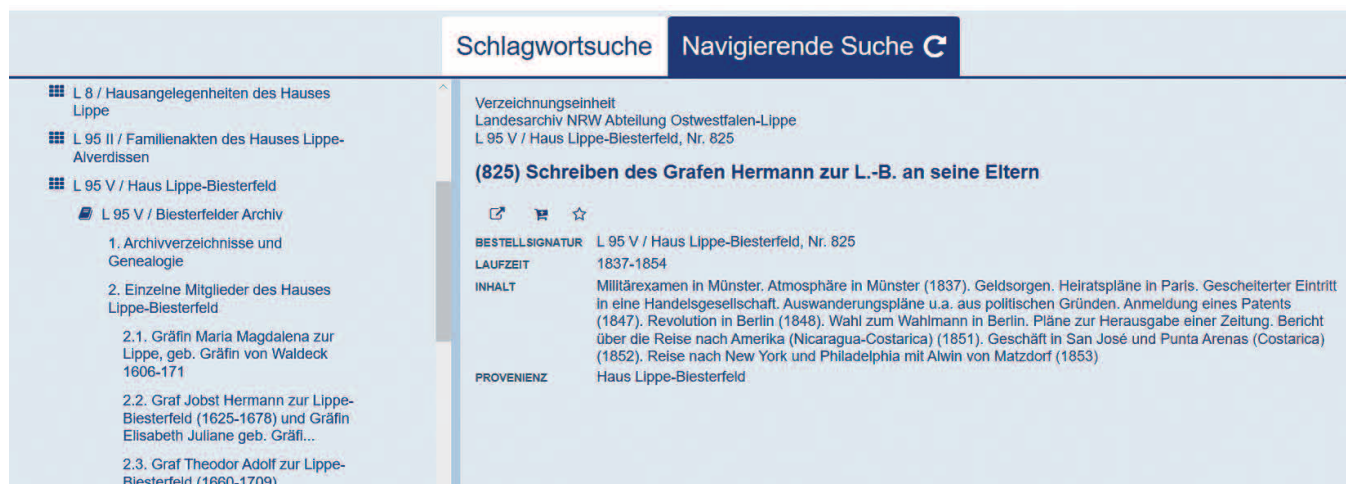 Schlagwortsuche
Navigierende Suche
L 8 / Hausangelegenheiten des Hauses
Lippe
L 95 II / Familienakten des Hauses Lippe-
Alverdissen
L 95 V / Haus Lippe-Biesterfeld
L 95 V / Biesterfelder Archiv
1. Archivverzeichnisse und
Genealogie
2. Einzelne Mitglieder des Hauses
Lippe-Biesterfeld
2.1. Gräfin Maria Magdalena zur
Lippe, geb. Gräfin von Waldeck
1606-171
2.2. Graf Jobst Hermann zur Lippe-
Biesterfeld (1625-1678) und Gräfin
Elisabeth Juliane geb. Gräfi...
2.3. Graf Theodor Adolf zur Lippe-
Biesterfeld (1660-1709)
Verzeichnungseinheit
Landesarchiv NRW Abteilung Ostwestfalen-Lippe
L 95 V / Haus Lippe-Biesterfeld, Nr. 825
(825) Schreiben des Grafen Hermann zur L.-B. an seine Eltern
BESTELLSIGNATUR L 95 V / Haus Lippe-Biesterfeld, Nr. 825
LAUFZEIT 1837-1854
INHALT Militärexamen in Münster. Atmosphäre in Münster (1837). Geldsorgen. Heiratspläne in Paris. Gescheiterter Eintritt
in eine Handelsgesellschaft. Auswanderungspläne u.a. aus politischen Gründen. Anmeldung eines Patents
(1847). Revolution in Berlin (1848). Wahl zum Wahlmann in Berlin. Pläne zur Herausgabe einer Zeitung. Bericht
über die Reise nach Amerika (Nicaragua-Costarica) (1851). Geschäft in San José und Punta Arenas (Costarica)
(1852). Reise nach New York und Philadelphia mit Alwin von Matzdorf (1853)
PROVENIENZ Haus Lippe-Biesterfeld